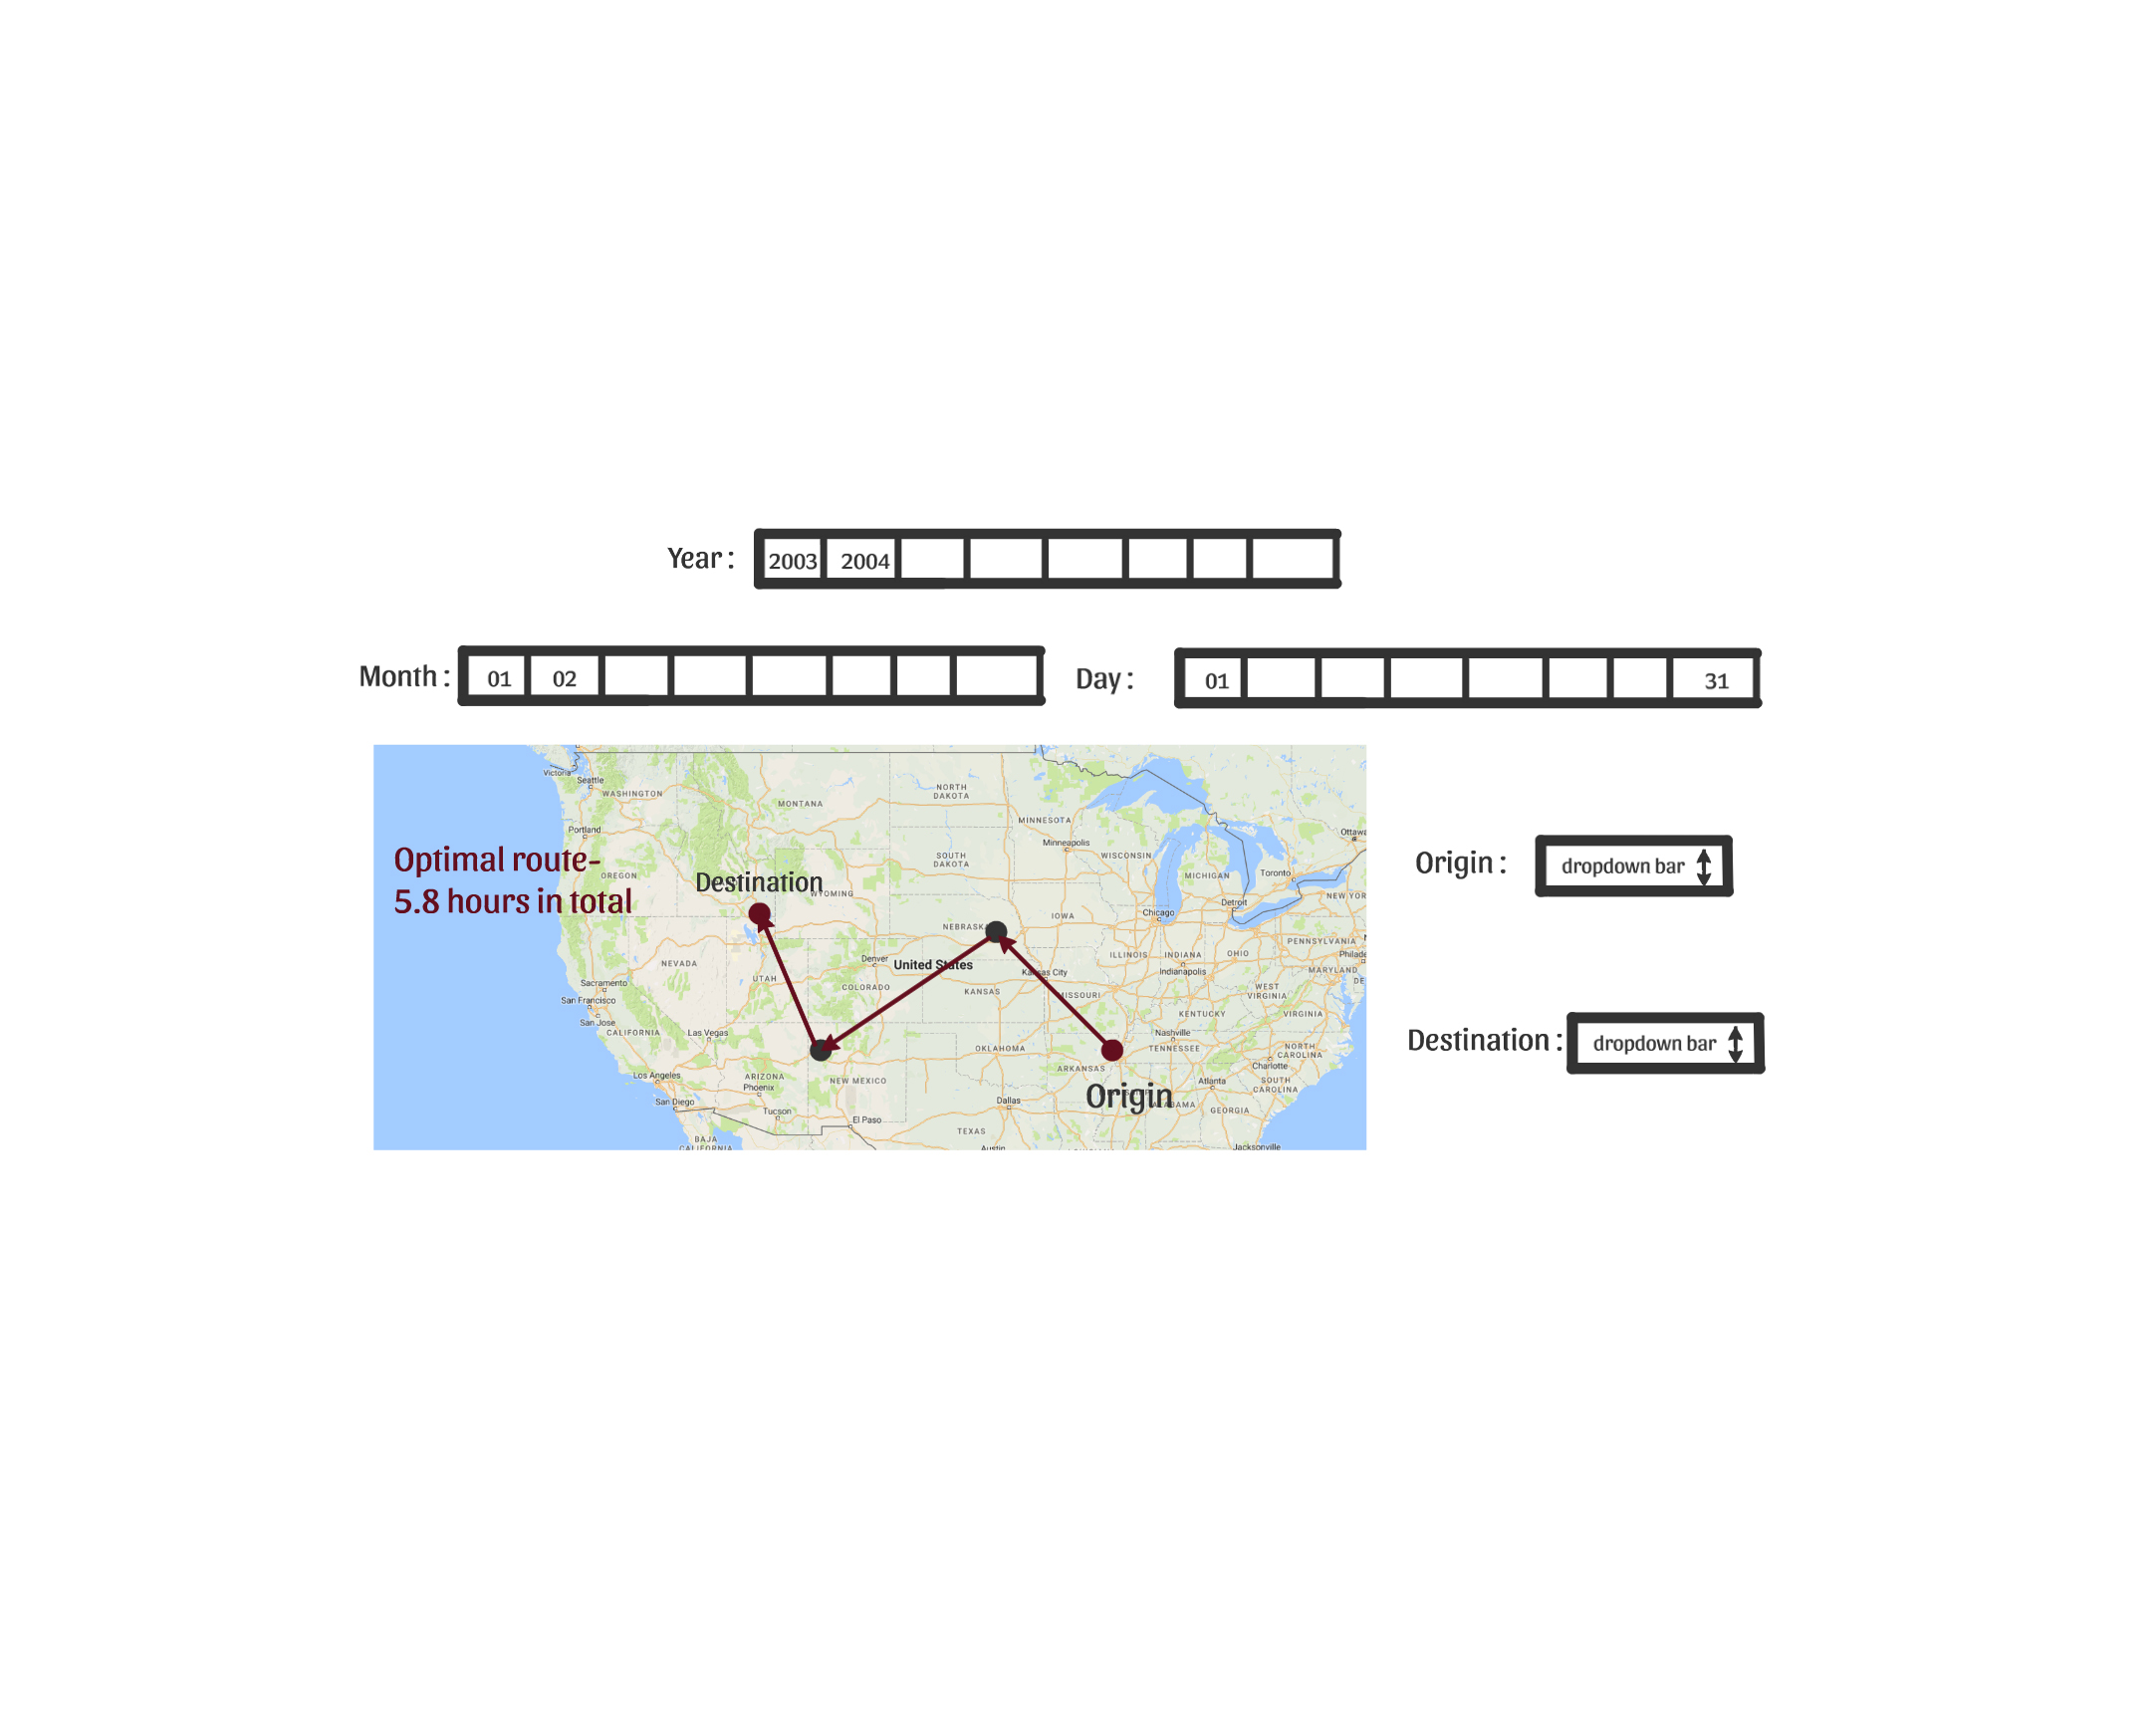 Year :
2003
2004
Month :
01
02
Day :
01
31
Optimal route-
5.8 hours in total
Destination
Origin
Origin :
dropdown bar
Destination :
dropdown bar
Victoria
Seattle
WASHINGTON
MONTANA
NORTH
DAKOTA
MINNESOTA
Minneapolis
Ottawa
Portland
OREGON
SOUTH
DAKOTA
WISCONSIN
MICHIGAN
Toronto
WYOMING
Detroit
NEW YOR
Chicago
IOWA
NEBRASK
PENNSYLVANIA
NEVADA
UTAH
Denver
United States
ILLINOIS
INDIANA
OHIO
Philade
Indianapolis
MARYLAND
DE
Sacramento
COLORADO
KANSAS
Kansas City
MISSOURI
WEST
VIRGINIA
San Francisco
San Jose
CALIFORNIA
Las Vegas
KENTUCKY
VIRGINIA
Nashville
TENNESSEE
NORTH
CAROLINA
OKLAHOMA
ARKANSAS
Charlotte
Los Angeles
ARIZONA
Phoenix
NEW MEXICO
Atlanta
SOUTH
CAROLINA
San Diego
Tucson
El Paso
Dallas
GEORGIA
TEXAS
BAJA
CALIFORNIA
Austin
Jacksonville